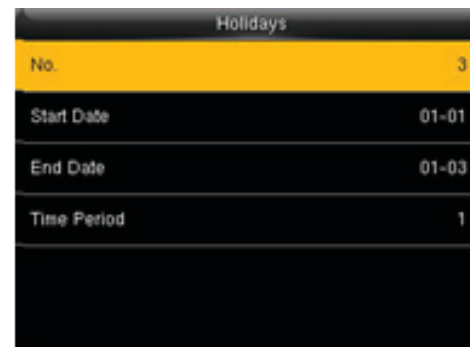 Holidays
No. 3
Start Date 01-01
End Date 01-03
Time Period 1